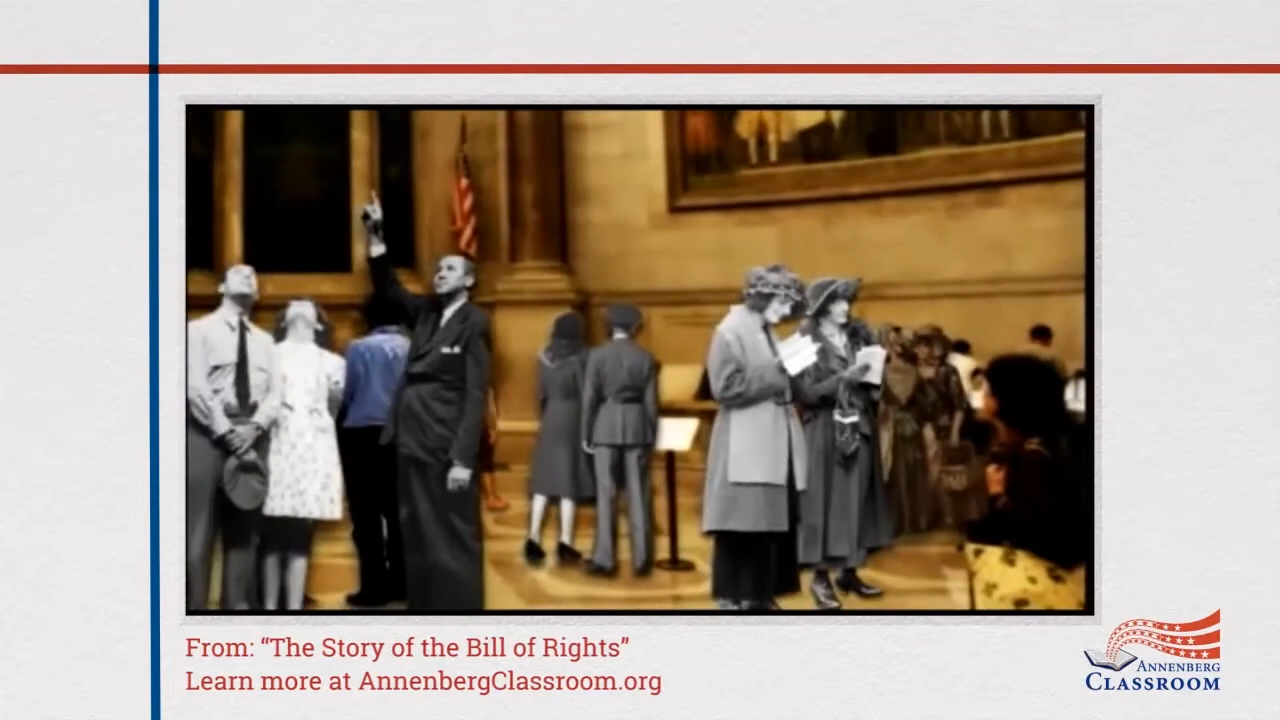 From: “The Story of the Bill of Rights”
Learn more at AnnenbergClassroom.org
ANNENBERG
CLASSROOM